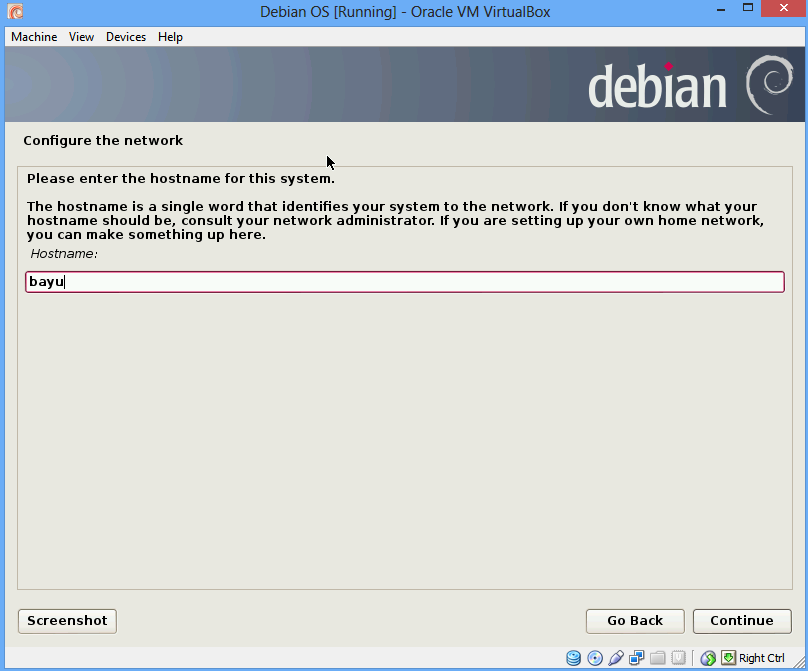 Debian OS [Running] - Oracle VM VirtualBox
Machine View Devices Help
debian
Configure the network
Please enter the hostname for this system.
The hostname is a single word that identifies your system to the network. If you don't know what your
hostname should be, consult your network administrator. If you are setting up your own home network,
you can make something up here.
Hostname:
bayu
Screenshot Go Back Continue
Right Ctrl